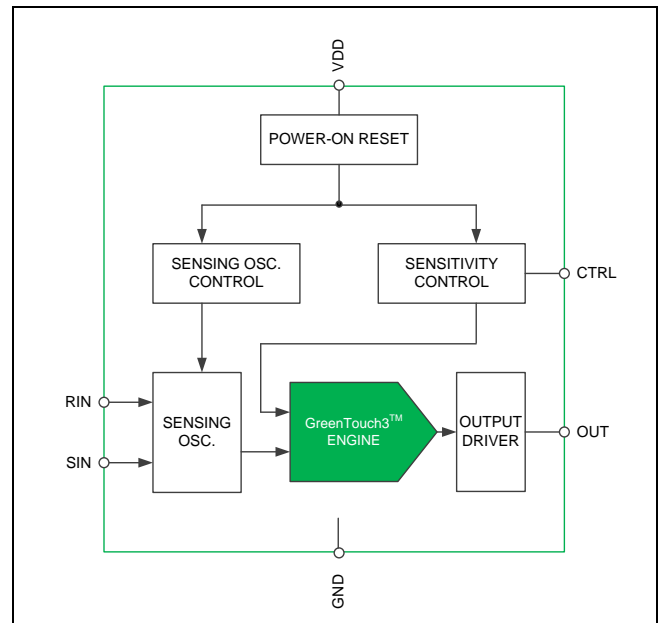 VDD
POWER-ON RESET
SENSING OSC.
CONTROL
SENSITIVITY
CONTROL
CTRL
RIN
SIN
SENSING
OSC.
GreenTouch3™
ENGINE
OUTPUT
DRIVER
OUT
GND